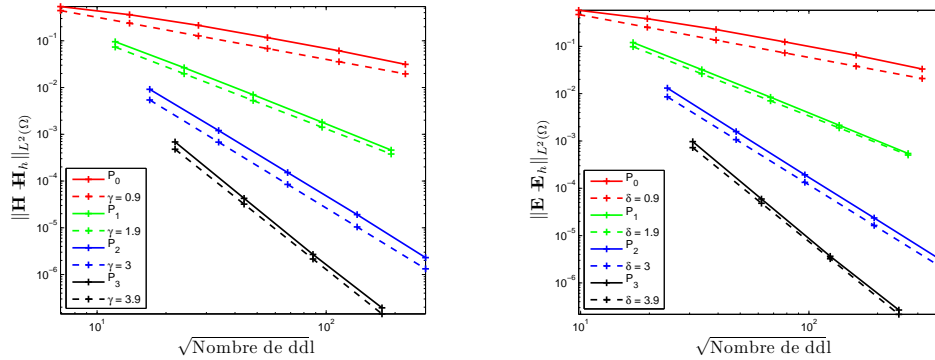 10⁻¹
10⁻²
10⁻³
10⁻⁴
10⁻⁵
10⁻⁶
‖H-H_h‖_{L²(Ω)}
P₀
γ = 0.9
P₁
γ = 1.9
P₂
γ = 3
P₃
γ = 3.9
10¹
10²
√Nombre de ddl
10⁻¹
10⁻²
10⁻³
10⁻⁴
10⁻⁵
10⁻⁶
‖E-E_h‖_{L²(Ω)}
P₀
δ = 0.9
P₁
δ = 1.9
P₂
δ = 3
P₃
δ = 3.9
10¹
10²
√Nombre de ddl